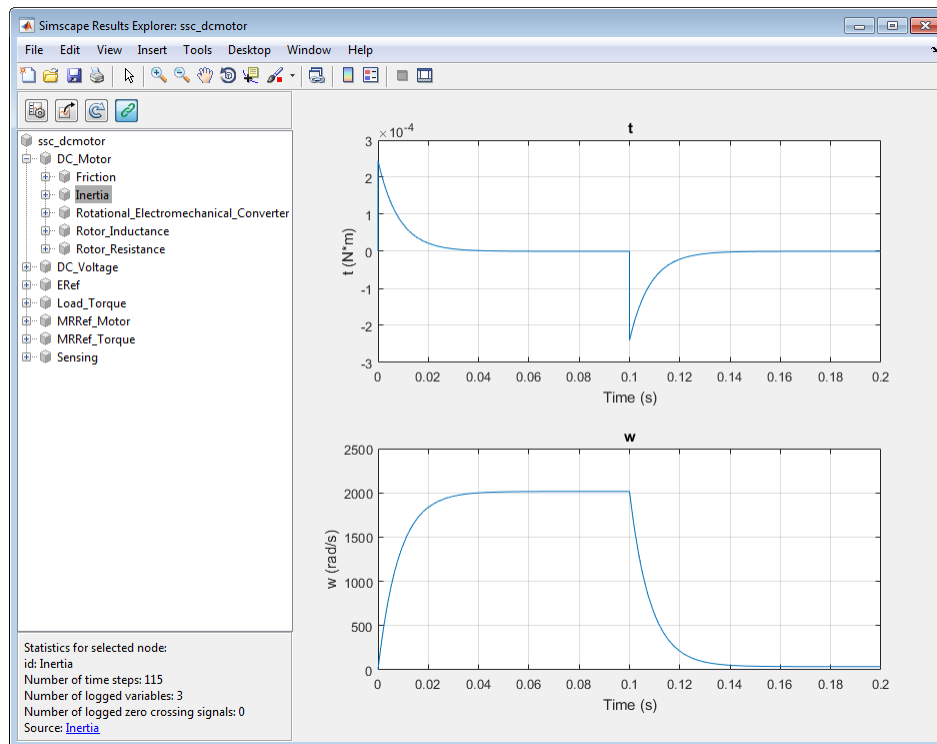 Simscape Results Explorer: ssc_dcmotor
File Edit View Insert Tools Desktop Window Help
ssc_dcmotor
DC_Motor
Friction
Inertia
Rotational_Electromechanical_Converter
Rotor_Inductance
Rotor_Resistance
DC_Voltage
ERef
Load_Torque
MRRef_Motor
MRRef_Torque
Sensing
Statistics for selected node:
id: Inertia
Number of time steps: 115
Number of logged variables: 3
Number of logged zero crossing signals: 0
Source: Inertia
t
×10⁻⁴
3
2
1
0
-1
-2
-3
t (N*m)
0 0.02 0.04 0.06 0.08 0.1 0.12 0.14 0.16 0.18 0.2
Time (s)
w
2500
2000
1500
1000
500
0
w (rad/s)
0 0.02 0.04 0.06 0.08 0.1 0.12 0.14 0.16 0.18 0.2
Time (s)